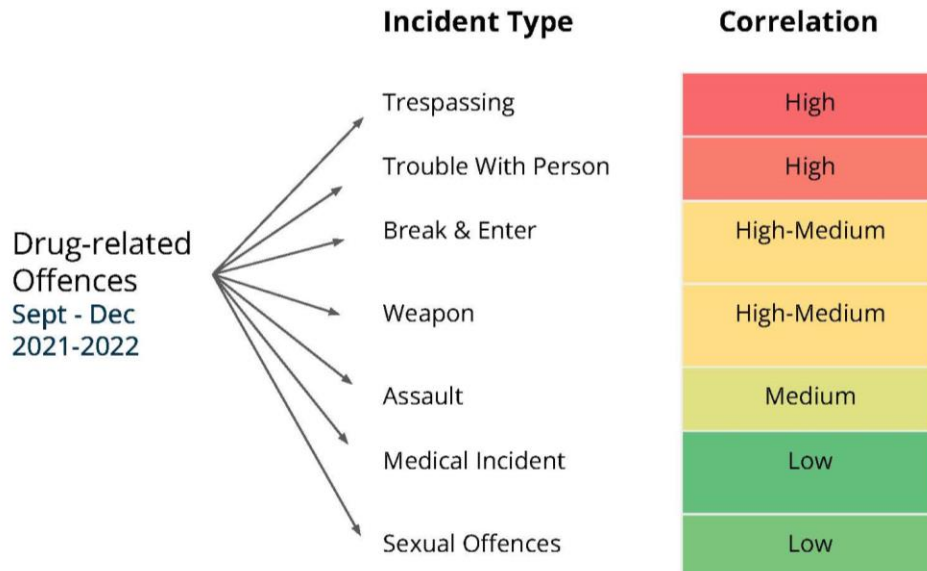 Incident Type Correlation
Trespassing High
Trouble With Person High
Break & Enter High-Medium
Drug-related
Offences
Sept - Dec
2021-2022
Weapon High-Medium
Assault Medium
Medical Incident Low
Sexual Offences Low